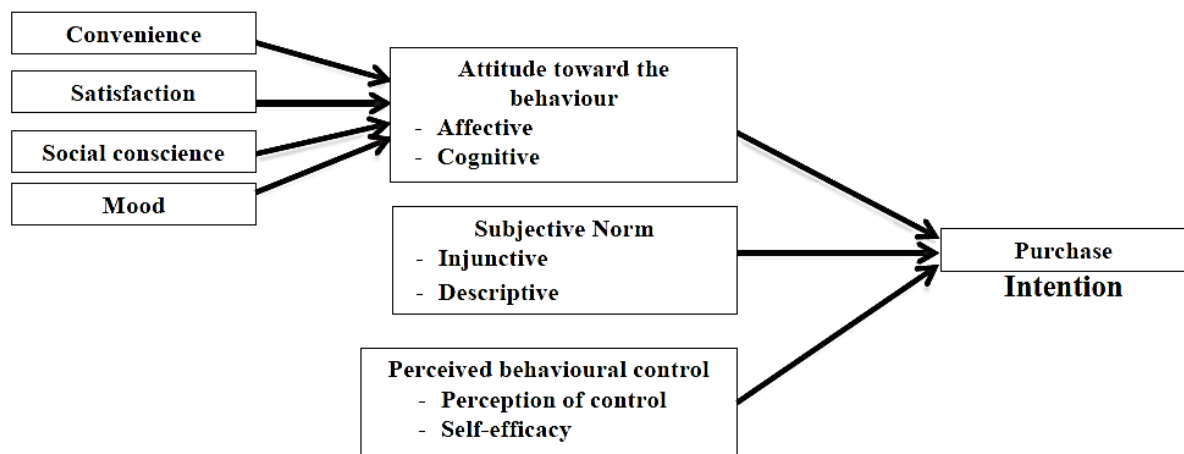 Convenience
Satisfaction
Social conscience
Mood
Attitude toward the
behaviour
- Affective
- Cognitive
Subjective Norm
- Injunctive
- Descriptive
Perceived behavioural control
- Perception of control
- Self-efficacy
Purchase
Intention